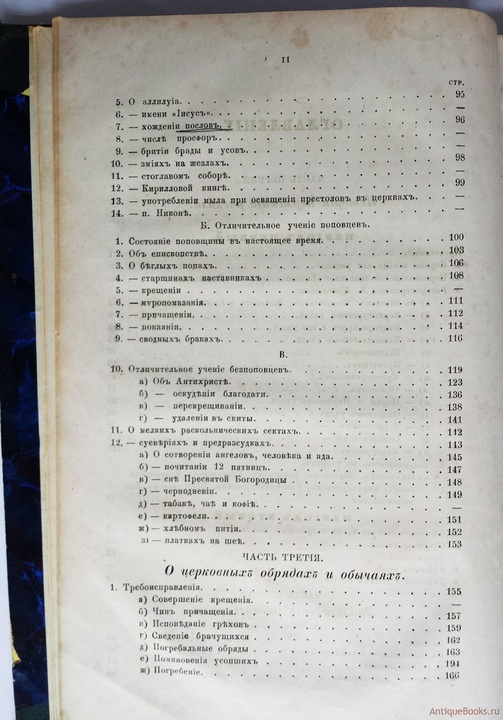 II
СТР.
5. О аллилуіа. 95
6. — имени «Іисусъ». —
7. — хожденіи пословъ. 96
8. — числѣ просфоръ. —
9. — бритіи брады и усовъ. —
10. — зміяхъ на жезлахъ. 98
11. — стоглавомъ соборѣ. —
12. — Кирилловой книгѣ. 99
13. — употребленіи мыла при освященіи престоловъ въ церквахъ. —
14. — п. Никонѣ. —
Б. Отличительное ученіе поповцевъ.
1. Состояніе поповщины въ настоящее время. 100
2. Объ епископствѣ. 103
3. О бѣглыхъ попахъ. 106
4. — старшинахъ наставникахъ 108
5. — крещеніи —
6. — мѵропомазанія. 111
7. — причащеніи. 112
8. — покаяніи. 114
9. — сводныхъ бракахъ. 116
В.
10. Отличительное ученіе безпоповцевъ. 119
а) Объ Антихристѣ. 123
б) — оскудѣніи благодати. 136
в) — перекрещиваніи. 138
г) — удаленіи въ скиты. 141
11. О мелкихъ раскольническихъ сектахъ. 142
12. — суевѣріяхъ и предразсудкахъ. 143
а) О сотвореніи ангеловъ, человѣка и ада. 145
б) — почитаніи 12 пятницъ. 147
в) — снѣ Пресвятой Богородицы 148
г) — чернодневіи. 149
д) — табакѣ, чаѣ и кофіѣ. —
е) — картофели. 151
ж) — хлѣбномъ питіи. 152
з) — платкахъ на шеѣ. 153
ЧАСТЬ ТРЕТІЯ.
О церковныхъ обрядахъ и обычаяхъ.
1. Требоисправленія. 155
а) Совершеніе крещенія. —
б) Чинъ причащенія. 157
в) Исповѣданіе грѣховъ. 159
г) Сведеніе брачущихся 162
д) Погребальные обряды 163
е) Поминовенія усопшихъ 194
ж) Погребеніе. 166
AntiqueBooks.ru